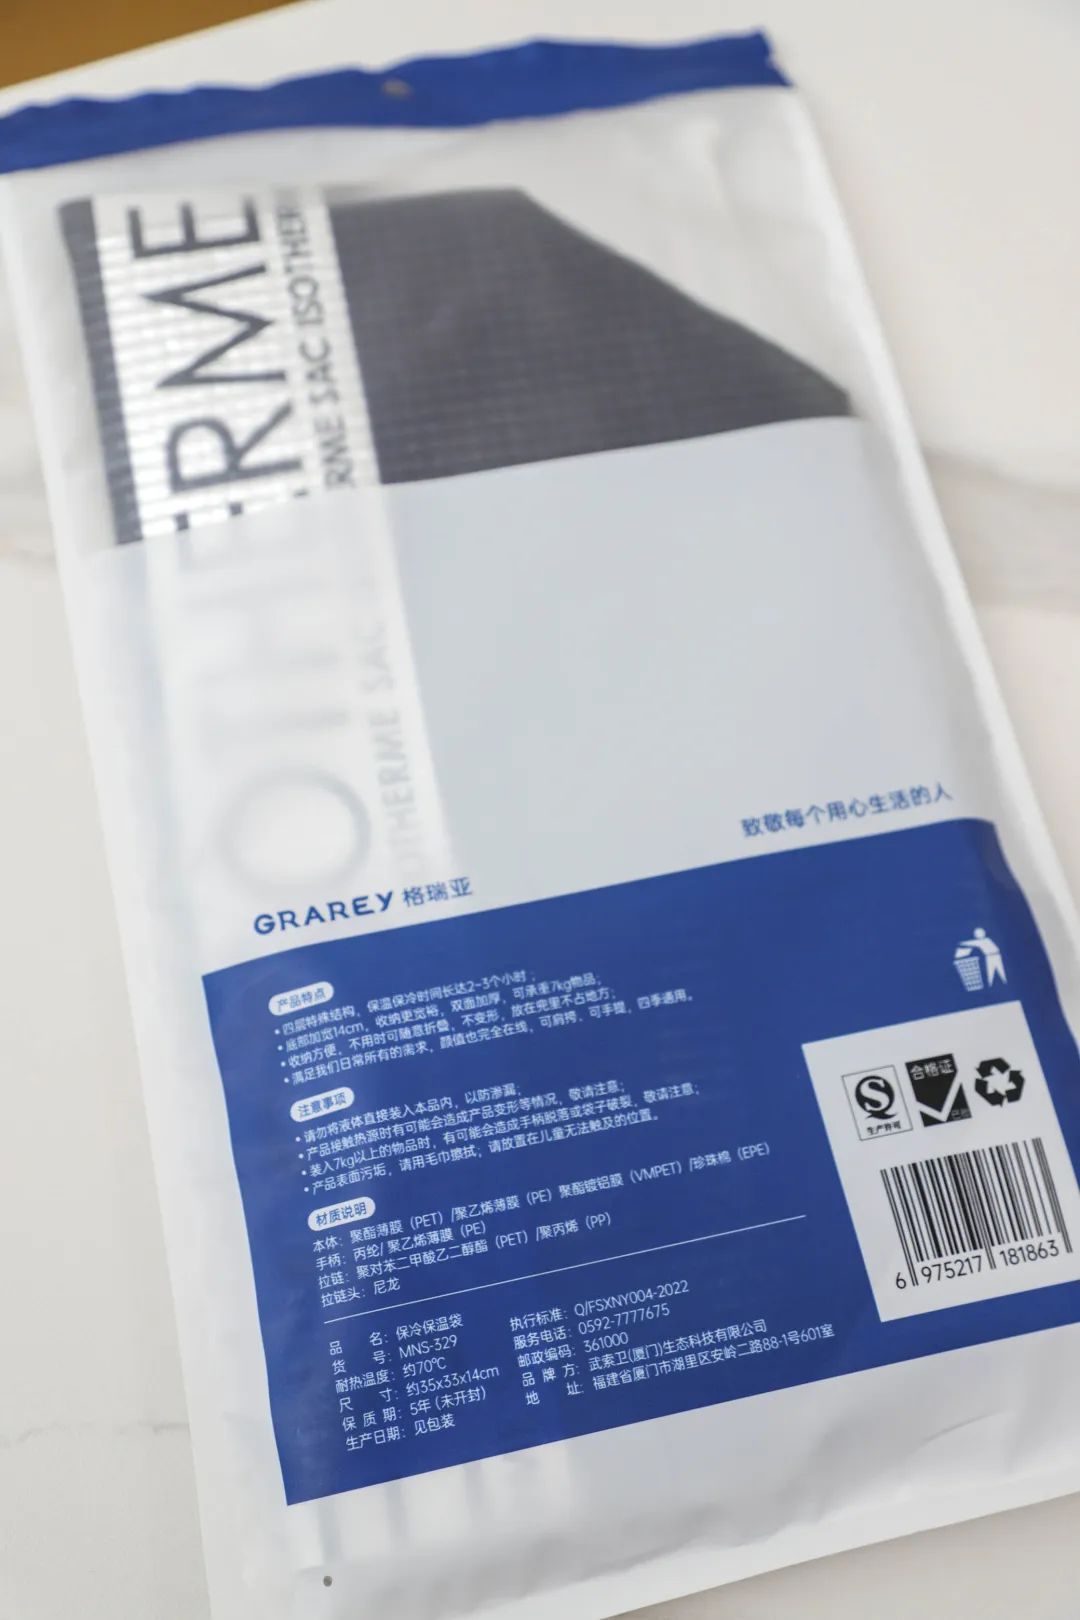 ERME
RME SAC ISOTHER
OTHE
OTHERME SAC
致敬每个用心生活的人
GRAREY 格瑞亚
产品特点
•四层特殊结构，保温保冷时间长达2~3个小时；
•底部加宽14cm，收纳更宽裕，双面加厚，可承重7kg物品；
•收纳方便，不用时可随意折叠，不变形，放在兜里不占地方；
•满足我们日常所有的需求，颜值也完全在线，可肩挎、可手提，四季通用。
注意事项
•请勿将液体直接装入本品内，以防渗漏；
•产品接触热源时有可能会造成产品变形等情况，敬请注意；
•装入7kg以上的物品时，有可能会造成手柄脱落或袋子破裂，敬请注意；
•产品表面污垢，请用毛巾擦拭；请放置在儿童无法触及的位置。
材质说明
本体：聚酯薄膜（PET）/聚乙烯薄膜（PE）聚酯镀铝膜（VMPET）/珍珠棉（EPE）
手柄：丙纶/聚乙烯薄膜（PE）
拉链：聚对苯二甲酸乙二醇酯（PET）/聚丙烯（PP）
拉链头：尼龙
品名：保冷保温袋
货号：MNS-329
耐热温度：约70℃
尺寸：约35x33x14cm
保质期：5年(未开封)
生产日期：见包装
执行标准：Q/FSXNY004-2022
服务电话：0592-7777675
邮政编码：361000
品牌方：武索卫(厦门)生态科技有限公司
地址：福建省厦门市湖里区安岭二路88-1号601室
QS
生产许可
合格证
6 975217 181863